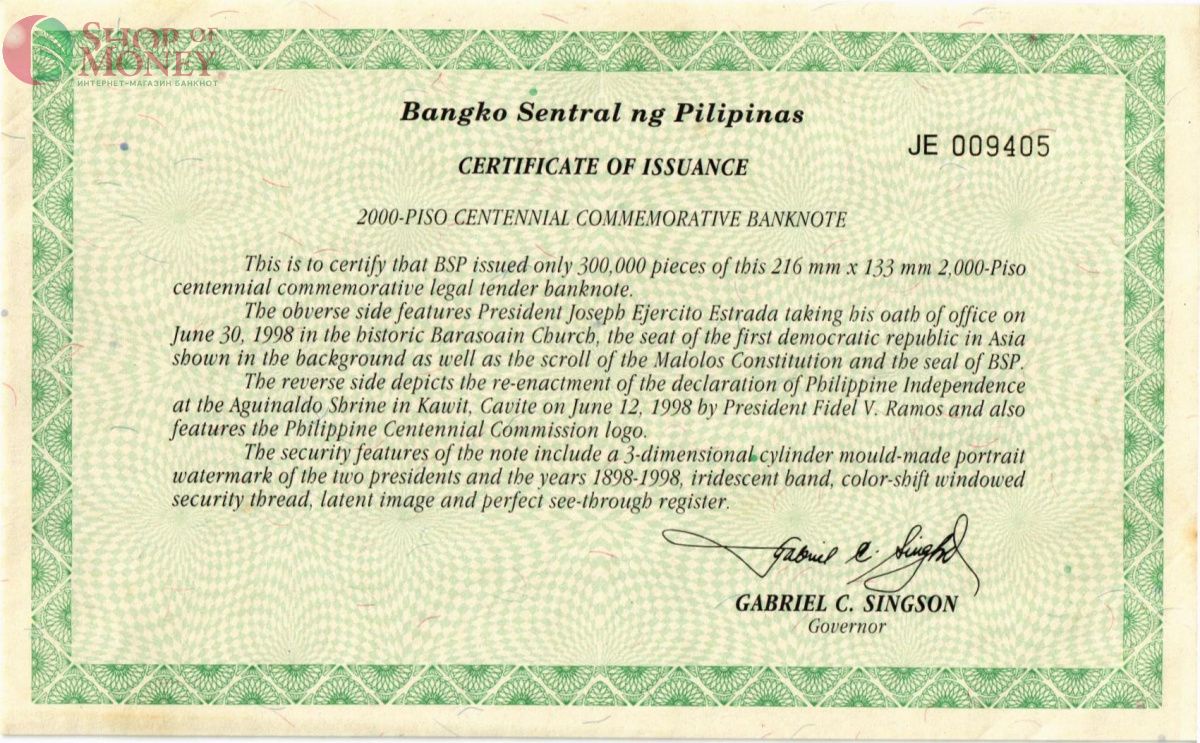 SHOP OF
MONEY
ИНТЕРНЕТ-МАГАЗИН БАНКНОТ
Bangko Sentral ng Pilipinas
JE 009405
CERTIFICATE OF ISSUANCE
2000-PISO CENTENNIAL COMMEMORATIVE BANKNOTE
This is to certify that BSP issued only 300,000 pieces of this 216 mm x 133 mm 2,000-Piso
centennial commemorative legal tender banknote.
The obverse side features President Joseph Ejercito Estrada taking his oath of office on
June 30, 1998 in the historic Barasoain Church, the seat of the first democratic republic in Asia
shown in the background as well as the scroll of the Malolos Constitution and the seal of BSP.
The reverse side depicts the re-enactment of the declaration of Philippine Independence
at the Aguinaldo Shrine in Kawit, Cavite on June 12, 1998 by President Fidel V. Ramos and also
features the Philippine Centennial Commission logo.
The security features of the note include a 3-dimensional cylinder mould-made portrait
watermark of the two presidents and the years 1898-1998, iridescent band, color-shift windowed
security thread, latent image and perfect see-through register.
Gabriel C. Singson
GABRIEL C. SINGSON
Governor